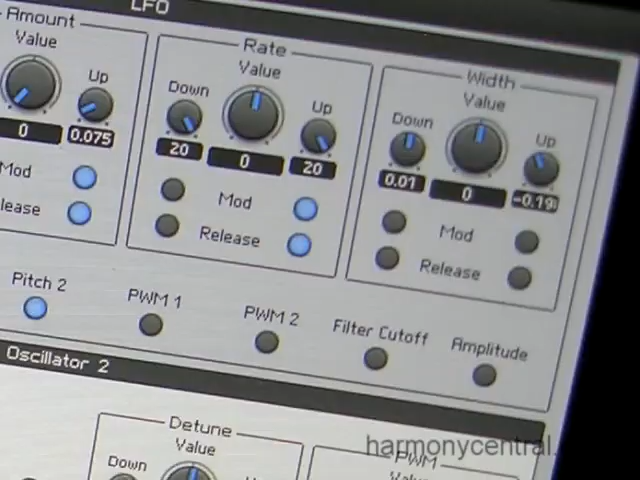 LFO
Amount
Value
Up
0
0.075
Mod
lease
Rate
Value
Down
Up
20
0
20
Mod
Release
Width
Value
Down
Up
0.01
0
-0.19
Mod
Release
Pitch 2
PWM 1
PWM 2
Filter Cutoff
Amplitude
Oscillator 2
Detune
Value
Down
PWM
harmonycentral.